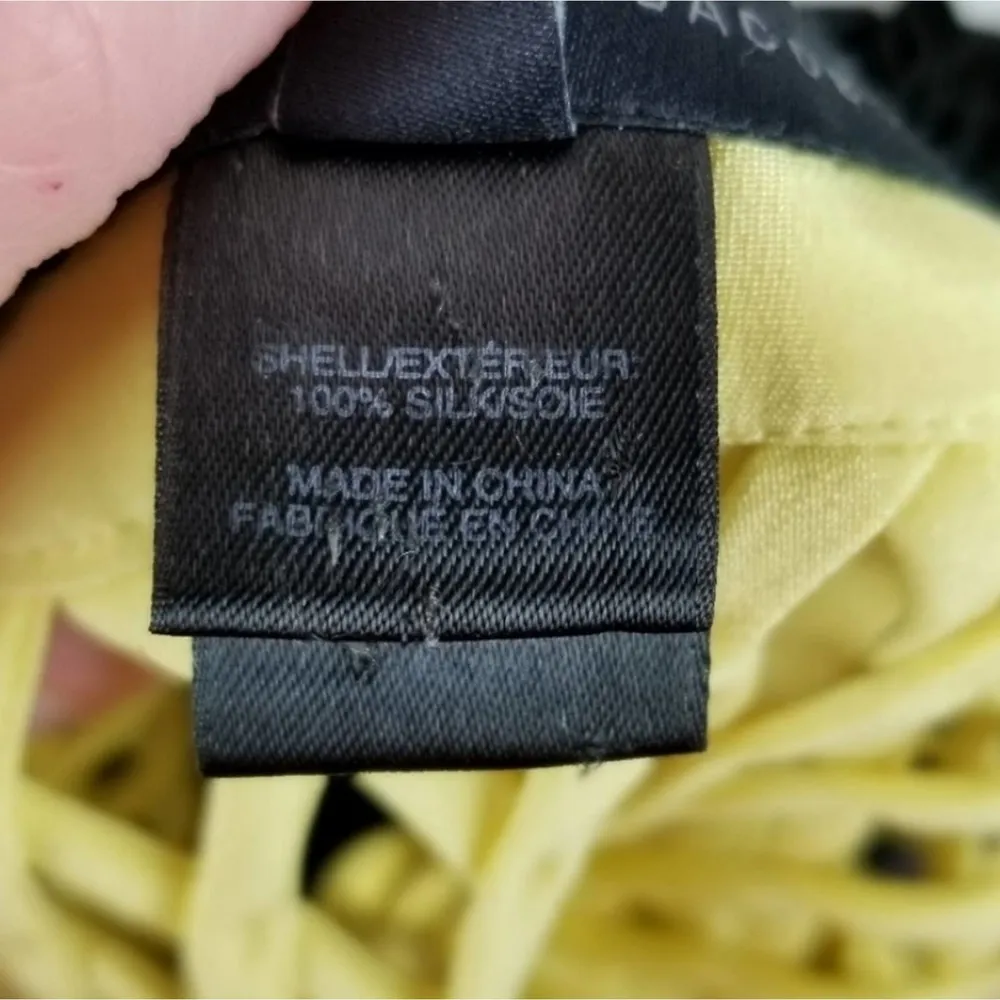 SHELL/EXTÉRIEUR:
100% SILK/SOIE
MADE IN CHINA
FABRIQUÉ EN CHINE